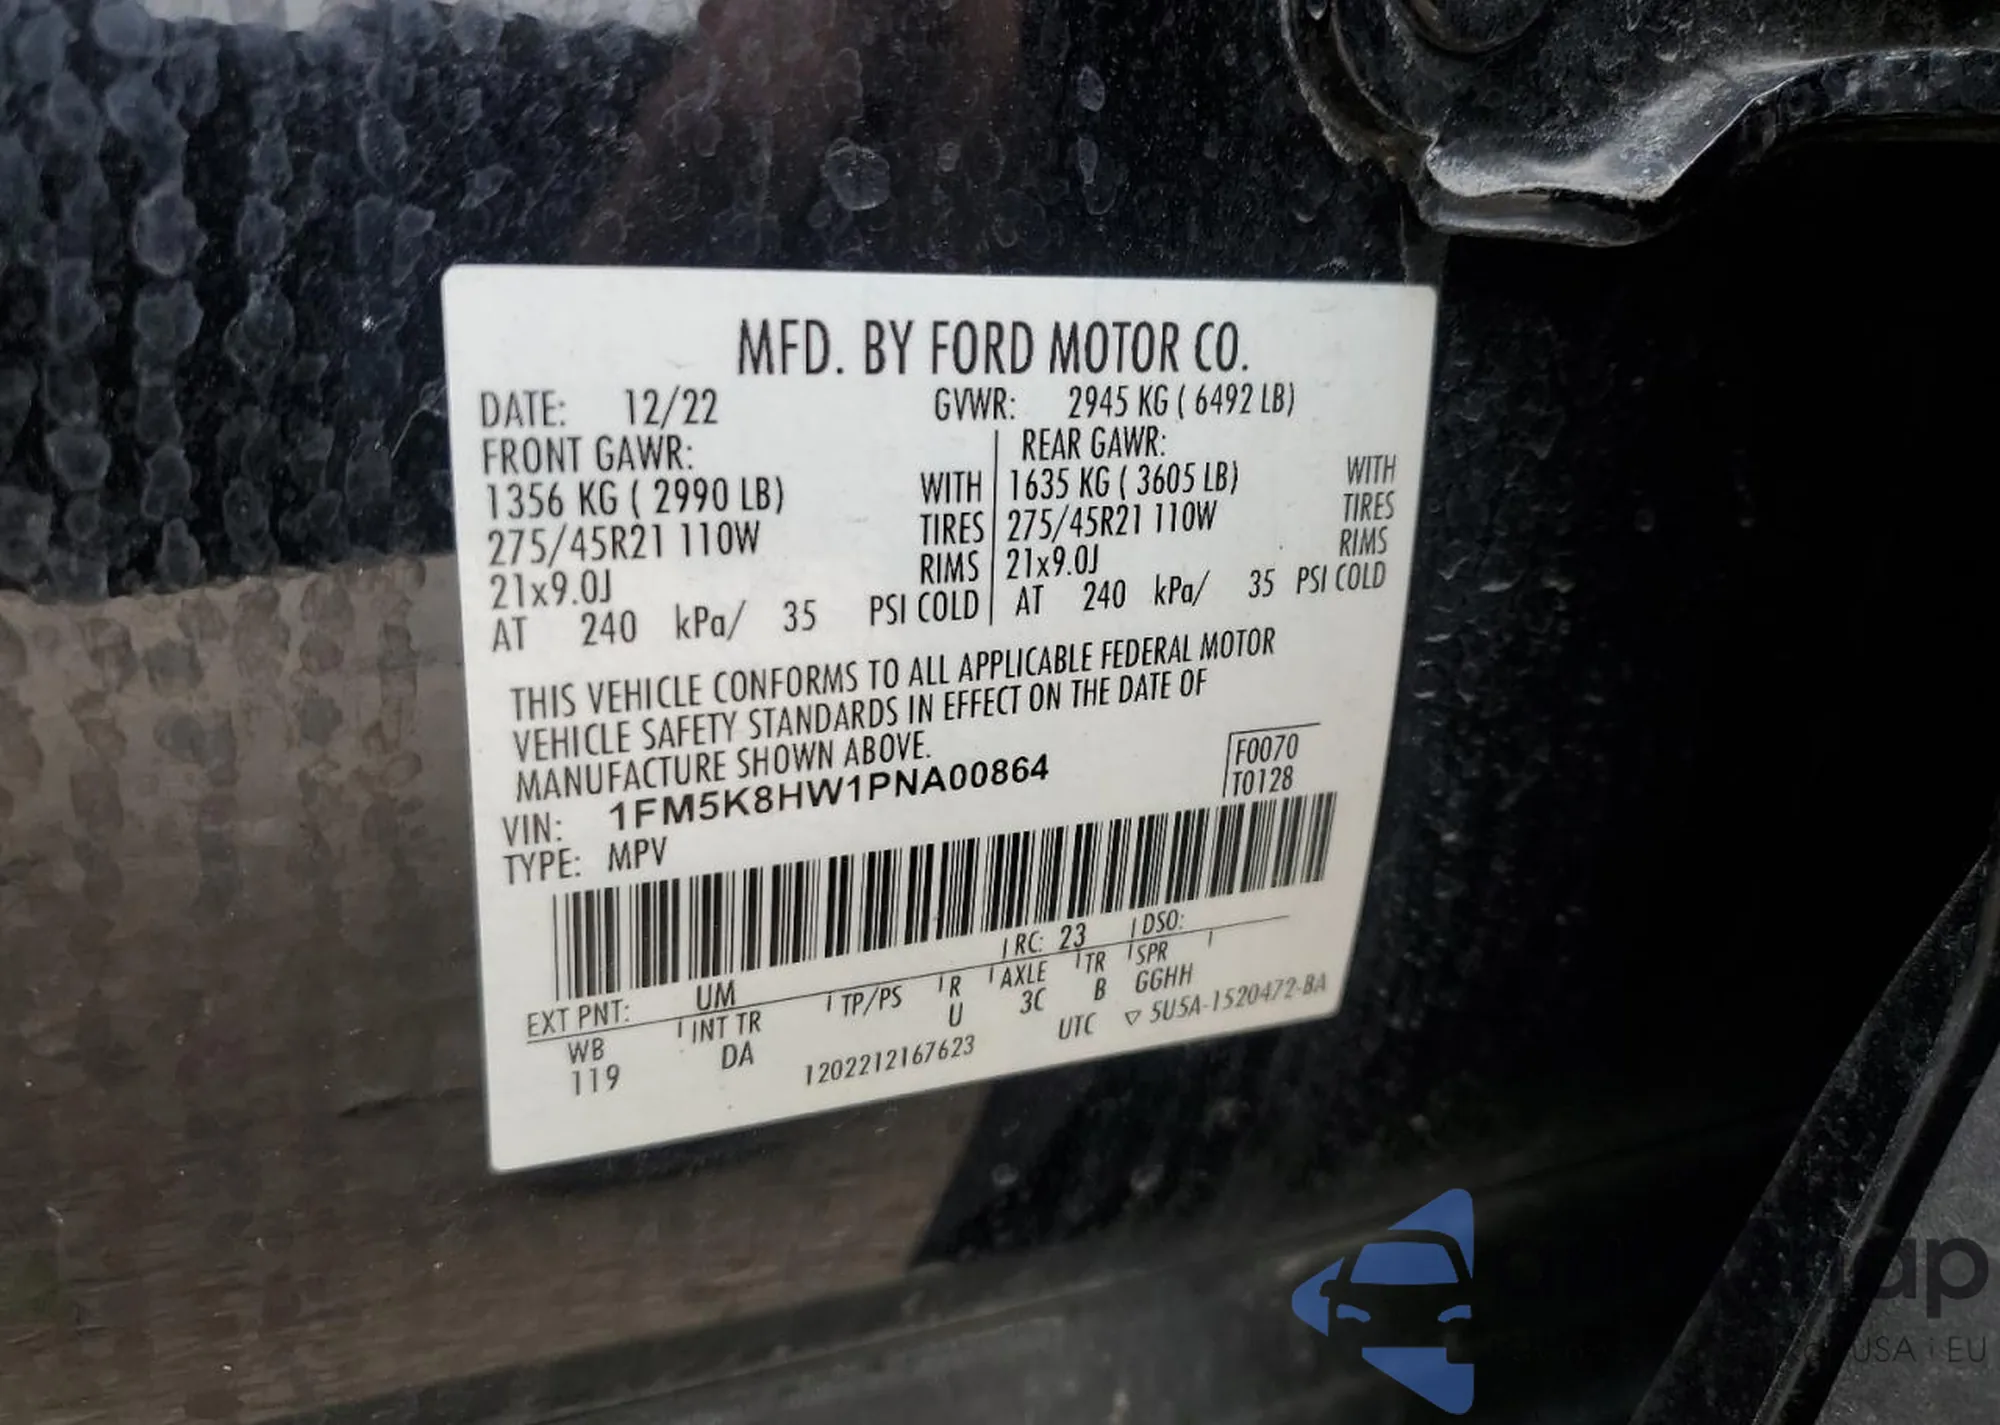 MFD. BY FORD MOTOR CO.
DATE: 12/22 GVWR: 2945 KG ( 6492 LB)
FRONT GAWR: REAR GAWR:
1356 KG ( 2990 LB) WITH 1635 KG ( 3605 LB) WITH
275/45R21 110W TIRES 275/45R21 110W TIRES
21x9.0J RIMS 21x9.0J RIMS
AT 240 kPa/ 35 PSI COLD AT 240 kPa/ 35 PSI COLD
THIS VEHICLE CONFORMS TO ALL APPLICABLE FEDERAL MOTOR
VEHICLE SAFETY STANDARDS IN EFFECT ON THE DATE OF
MANUFACTURE SHOWN ABOVE.
F0070
VIN: 1FM5K8HW1PNA00864
T0128
TYPE: MPV
EXT PNT: UM RC: 23 DSO:
WB INT TR TP/PS R AXLE TR SPR
119 DA U 3C B GGHH
1202212167623 UTC ▽ 5U5A-1520472-BA
USA | EU